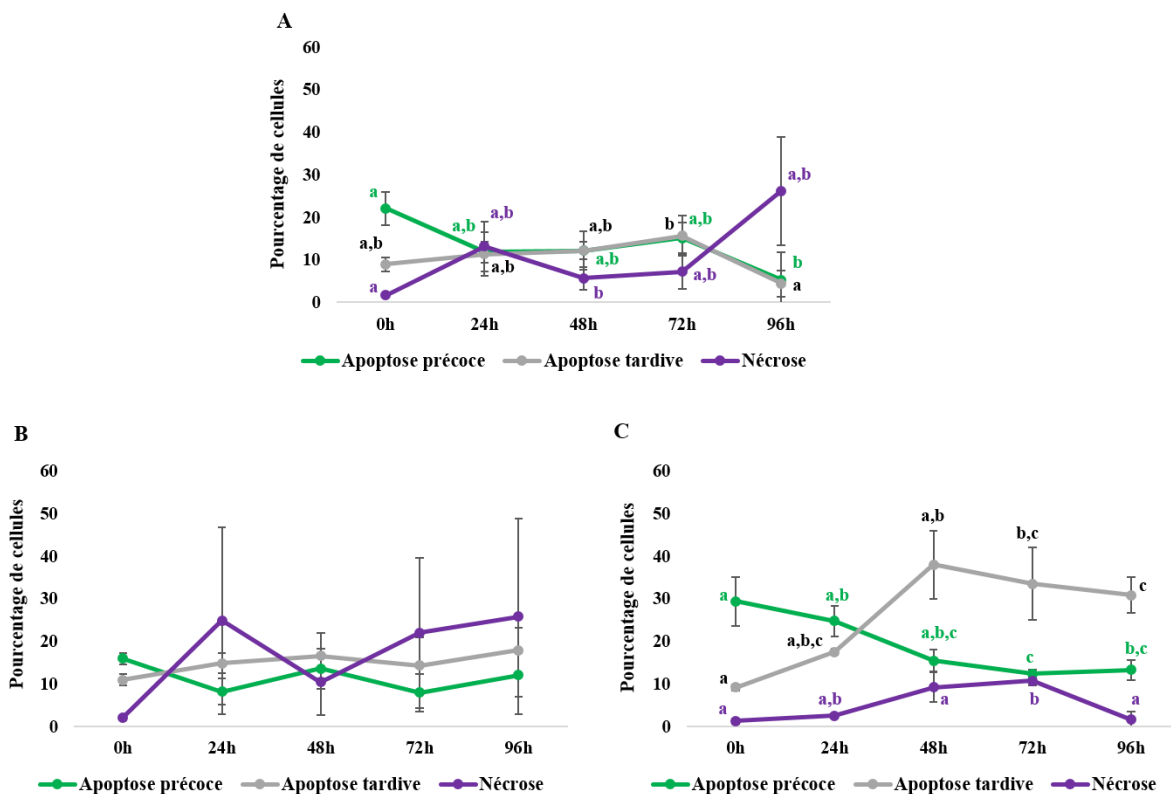 A
Pourcentage de cellules
60
50
40
30
20
10
0
a
a,b
a
a,b
a,b
a,b
a,b
a,b
b
b
a,b
a,b
a,b
b
a
0h 24h 48h 72h 96h
Apoptose précoce Apoptose tardive Nécrose
B
Pourcentage de cellules
60
50
40
30
20
10
0
0h 24h 48h 72h 96h
Apoptose précoce Apoptose tardive Nécrose
C
Pourcentage de cellules
60
50
40
30
20
10
0
a
a
a
a,b
a,b,c
a,b
a,b
a,b,c
a
b,c
c
b
c
b,c
a
0h 24h 48h 72h 96h
Apoptose précoce Apoptose tardive Nécrose